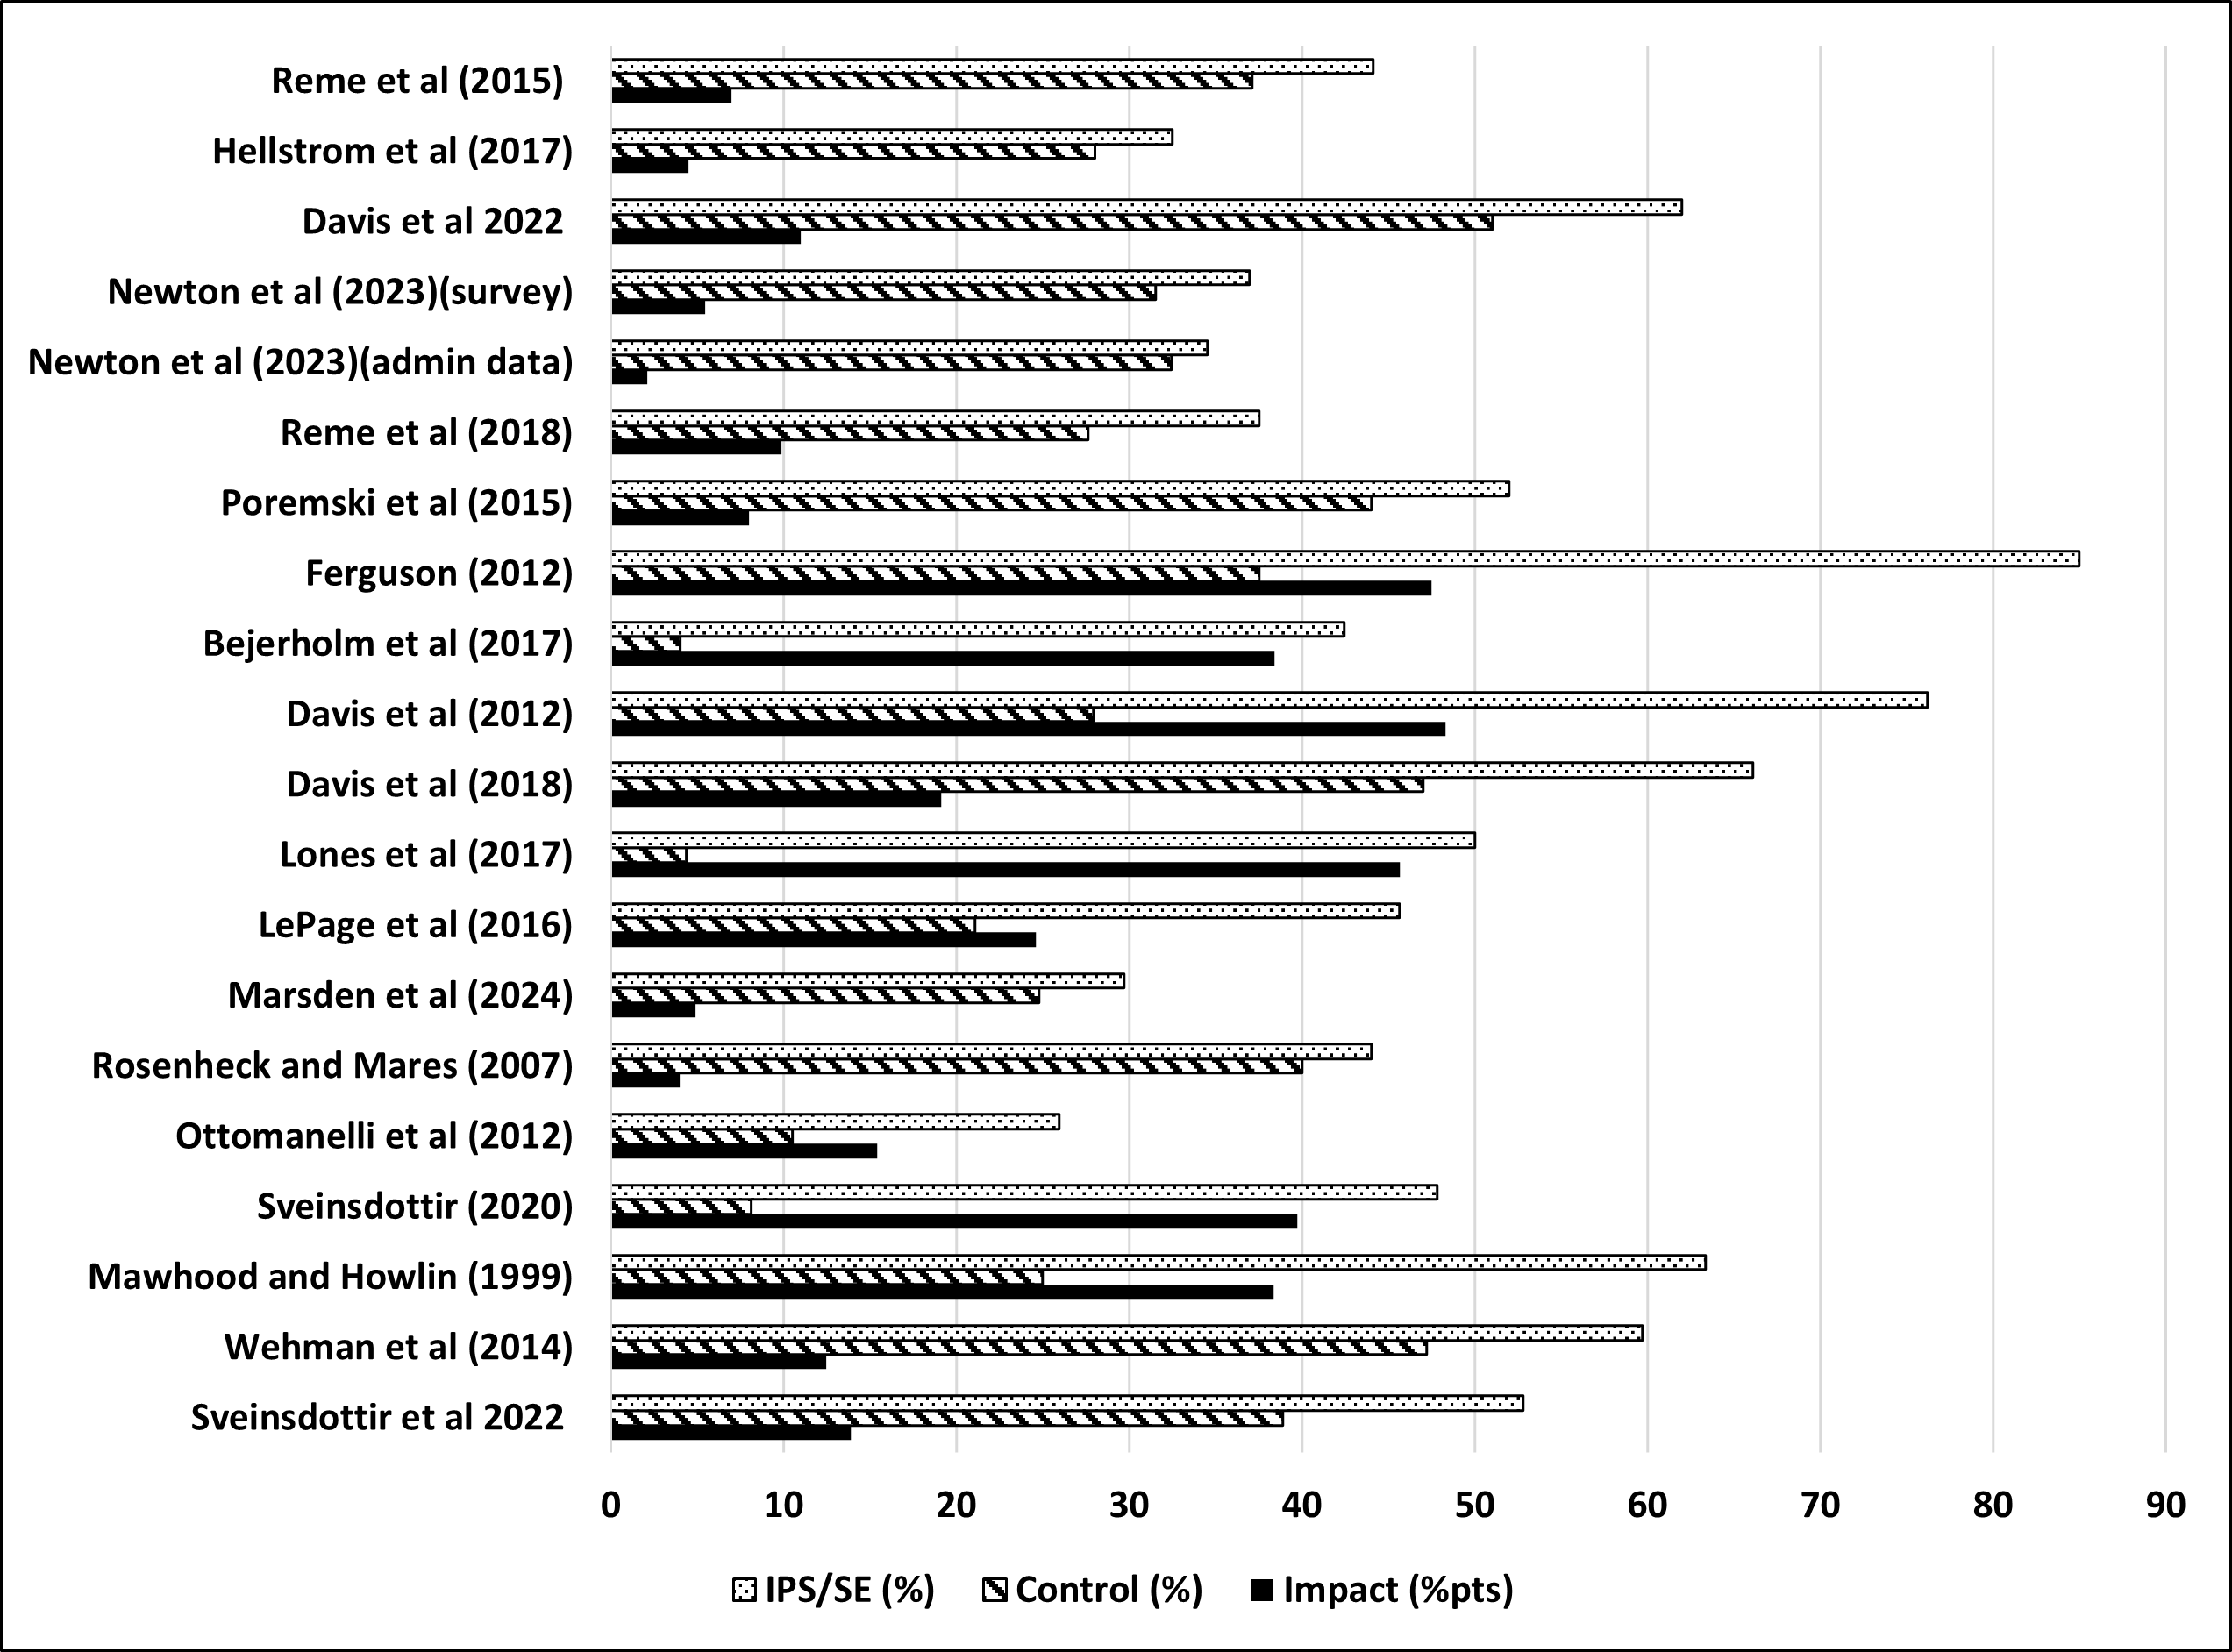 Reme et al (2015)
Hellstrom et al (2017)
Davis et al 2022
Newton et al (2023)(survey)
Newton et al (2023)(admin data)
Reme et al (2018)
Poremski et al (2015)
Ferguson (2012)
Bejerholm et al (2017)
Davis et al (2012)
Davis et al (2018)
Lones et al (2017)
LePage et al (2016)
Marsden et al (2024)
Rosenheck and Mares (2007)
Ottomanelli et al (2012)
Sveinsdottir (2020)
Mawhood and Howlin (1999)
Wehman et al (2014)
Sveinsdottir et al 2022
0 10 20 30 40 50 60 70 80 90
IPS/SE (%) Control (%) Impact (%pts)